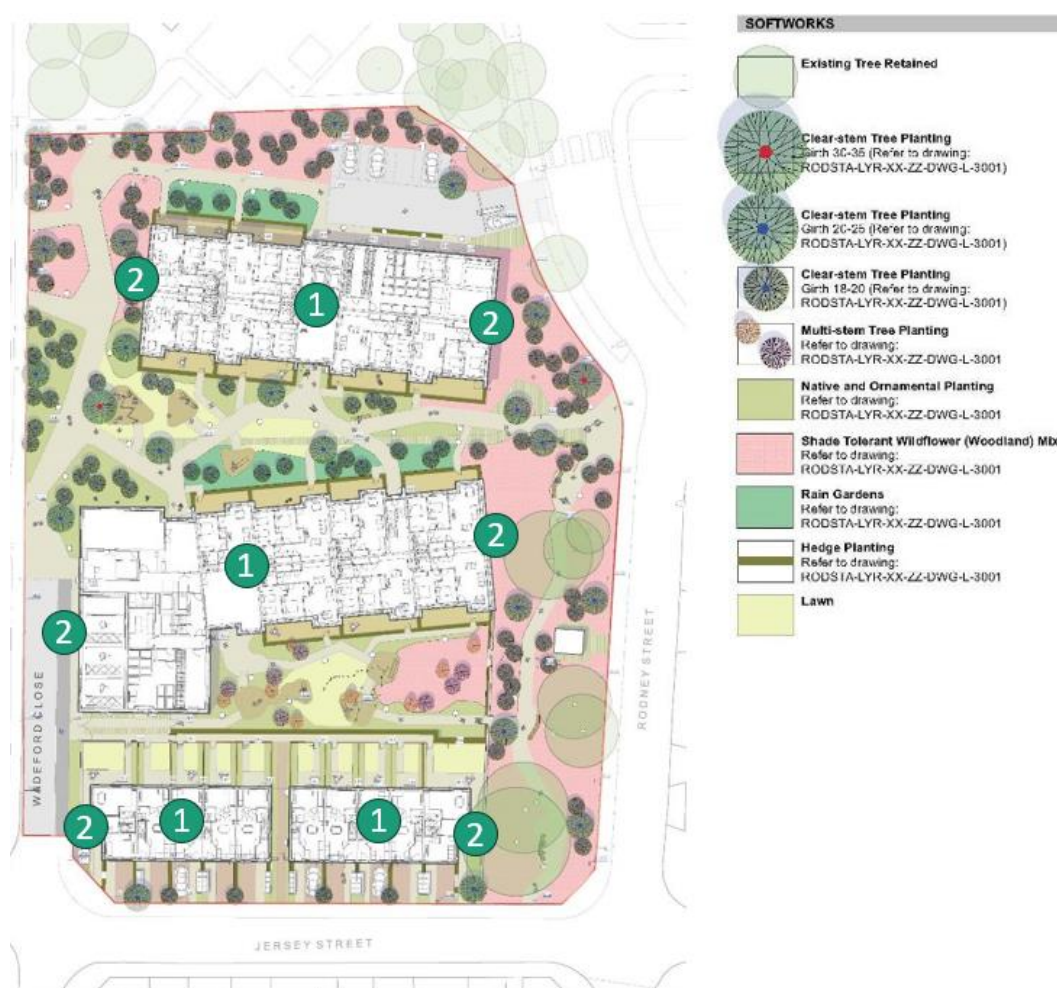 SOFTWORKS
Existing Tree Retained
Clear-stem Tree Planting
Girth 30-35 (Refer to drawing:
RODSTA-LYR-XX-ZZ-DWG-L-3001)
Clear-stem Tree Planting
Girth 20-25 (Refer to drawing:
RODSTA-LYR-XX-ZZ-DWG-L-3001)
Clear-stem Tree Planting
Girth 18-20 (Refer to drawing:
RODSTA-LYR-XX-ZZ-DWG-L-3001)
Multi-stem Tree Planting
Refer to drawing:
RODSTA-LYR-XX-ZZ-DWG-L-3001
Native and Ornamental Planting
Refer to drawing:
RODSTA-LYR-XX-ZZ-DWG-L-3001
Shade Tolerant Wildflower (Woodland) Mix
Refer to drawing:
RODSTA-LYR-XX-ZZ-DWG-L-3001
Rain Gardens
Refer to drawing:
RODSTA-LYR-XX-ZZ-DWG-L-3001
Hedge Planting
Refer to drawing:
RODSTA-LYR-XX-ZZ-DWG-L-3001
Lawn
2
1
2
2
1
2
2
1
1
2
WADEFORD CLOSE
RODNEY STREET
JERSEY STREET